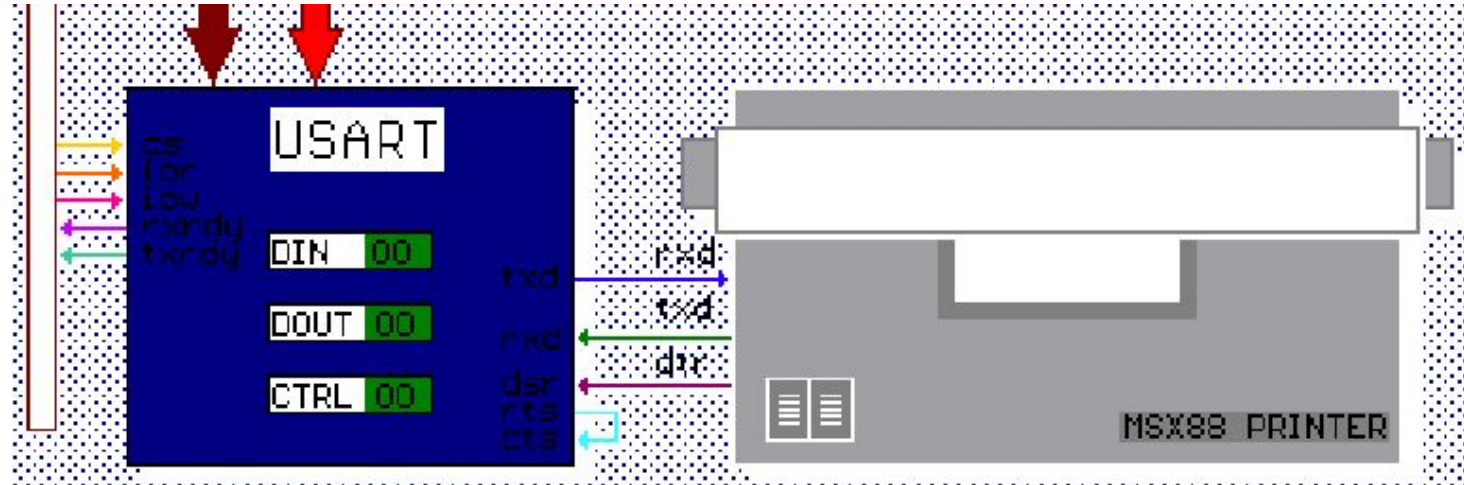 USART
cs
ior
iow
rxrdy
txrdy
DIN 00
DOUT 00
CTRL 00
txd
rxd
dsr
rts
cts
rxd
txd
dtr
MSX88 PRINTER